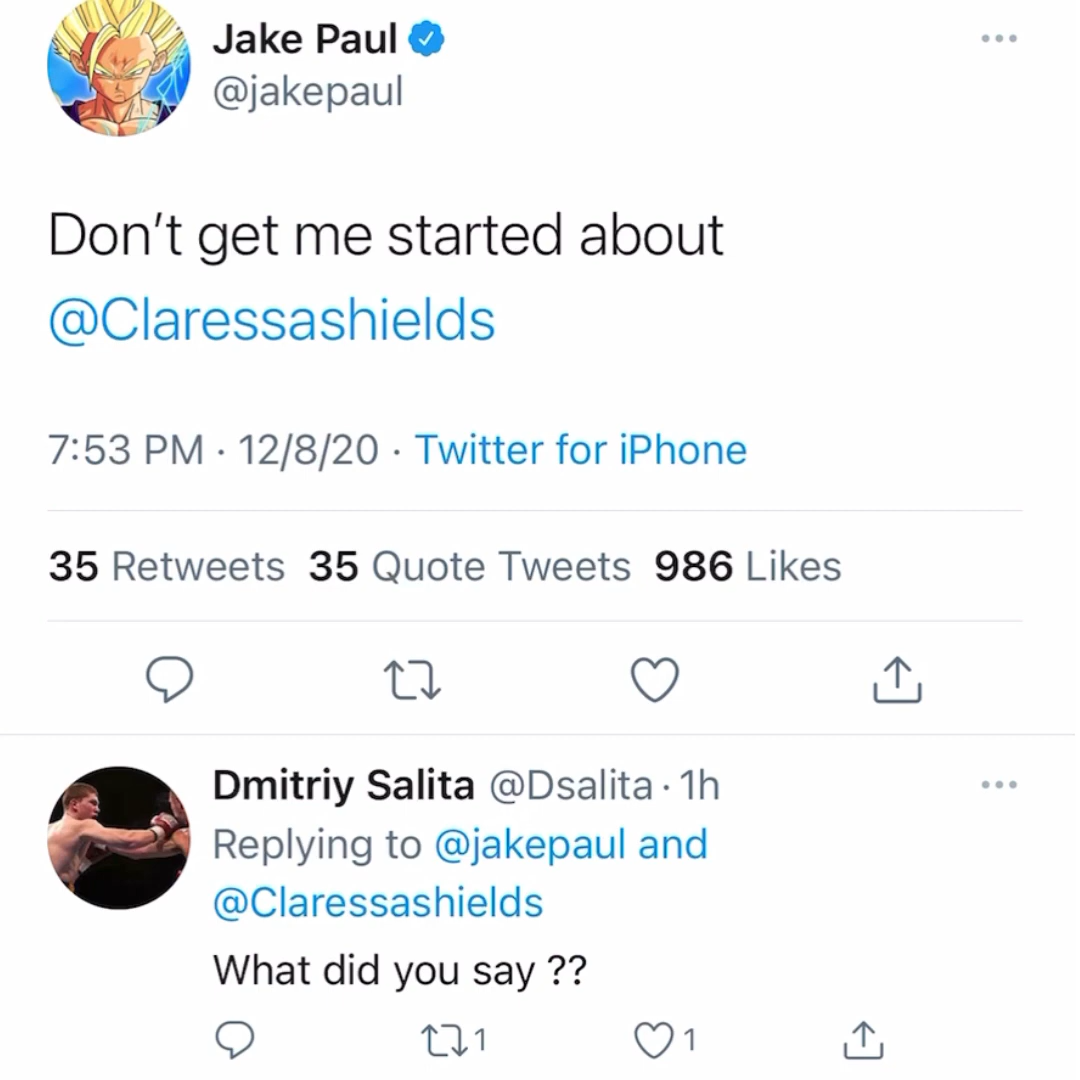 Jake Paul
@jakepaul
Don't get me started about
@Claressashields
7:53 PM · 12/8/20 · Twitter for iPhone
35 Retweets 35 Quote Tweets 986 Likes
Dmitriy Salita @Dsalita · 1h
Replying to @jakepaul and
@Claressashields
What did you say ??
1 1